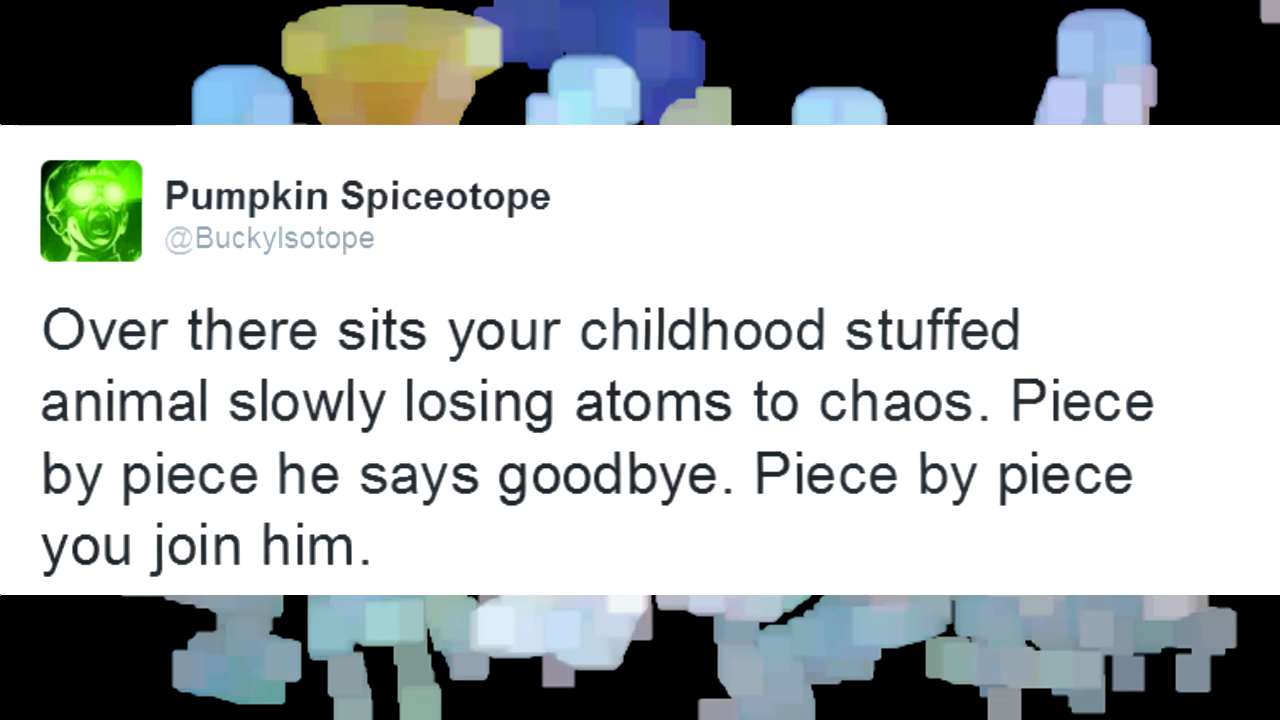 Pumpkin Spiceotope
@BuckyIsotope
Over there sits your childhood stuffed
animal slowly losing atoms to chaos. Piece
by piece he says goodbye. Piece by piece
you join him.